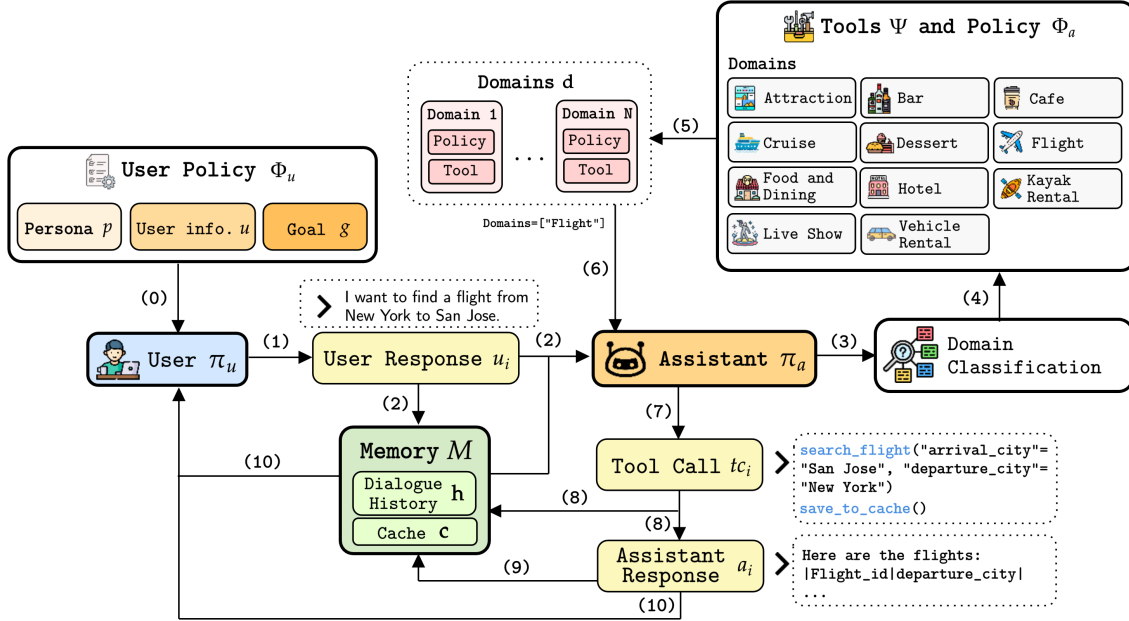 Tools Ψ and Policy Φa
Domains
Attraction
Bar
Cafe
Cruise
Dessert
Flight
Food and
Dining
Hotel
Kayak
Rental
Live Show
Vehicle
Rental
Domains d
Domain 1
Policy
Tool
...
Domain N
Policy
Tool
(5)
Domains=["Flight"]
(6)
(4)
User Policy Φu
Persona p
User info. u
Goal g
(0)
I want to find a flight from
New York to San Jose.
User πu
(1)
User Response ui
(2)
Assistant πa
(3)
Domain
Classification
(2)
(7)
Memory M
Dialogue
History h
Cache c
(10)
Tool Call tci
search_flight("arrival_city"=
"San Jose", "departure_city"=
"New York")
save_to_cache()
(8)
(8)
Assistant
Response ai
Here are the flights:
|Flight_id|departure_city|
...
(9)
(10)